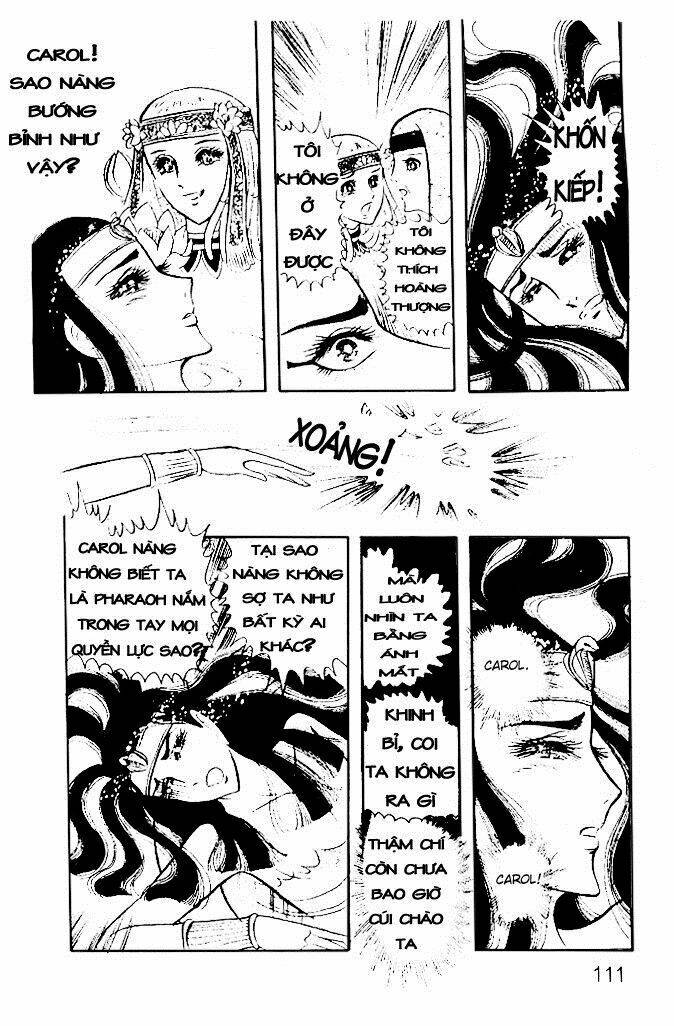 CAROL!
SAO NÀNG
BƯỚNG
BỈNH NHƯ
VẬY?
TÔI
KHÔNG
Ở
ĐÂY
ĐƯỢC
TÔI
KHÔNG
THÍCH
HOÀNG
THƯỢNG
KHỐN
KIẾP!
XOẢNG!
CAROL NÀNG
KHÔNG BIẾT TA
LÀ PHARAOH NẮM
TRONG TAY MỌI
QUYỀN LỰC SAO?
TẠI SAO
NÀNG KHÔNG
SỢ TA NHƯ
BẤT KỲ AI
KHÁC?
MÀ
LUÔN
NHÌN TA
BẰNG
ÁNH
MẮT
KHINH
BỈ, COI
TA KHÔNG
RA GÌ
THẬM CHÍ
CÒN CHƯA
BAO GIỜ
CÚI CHÀO
TA
CAROL.
CAROL!
111